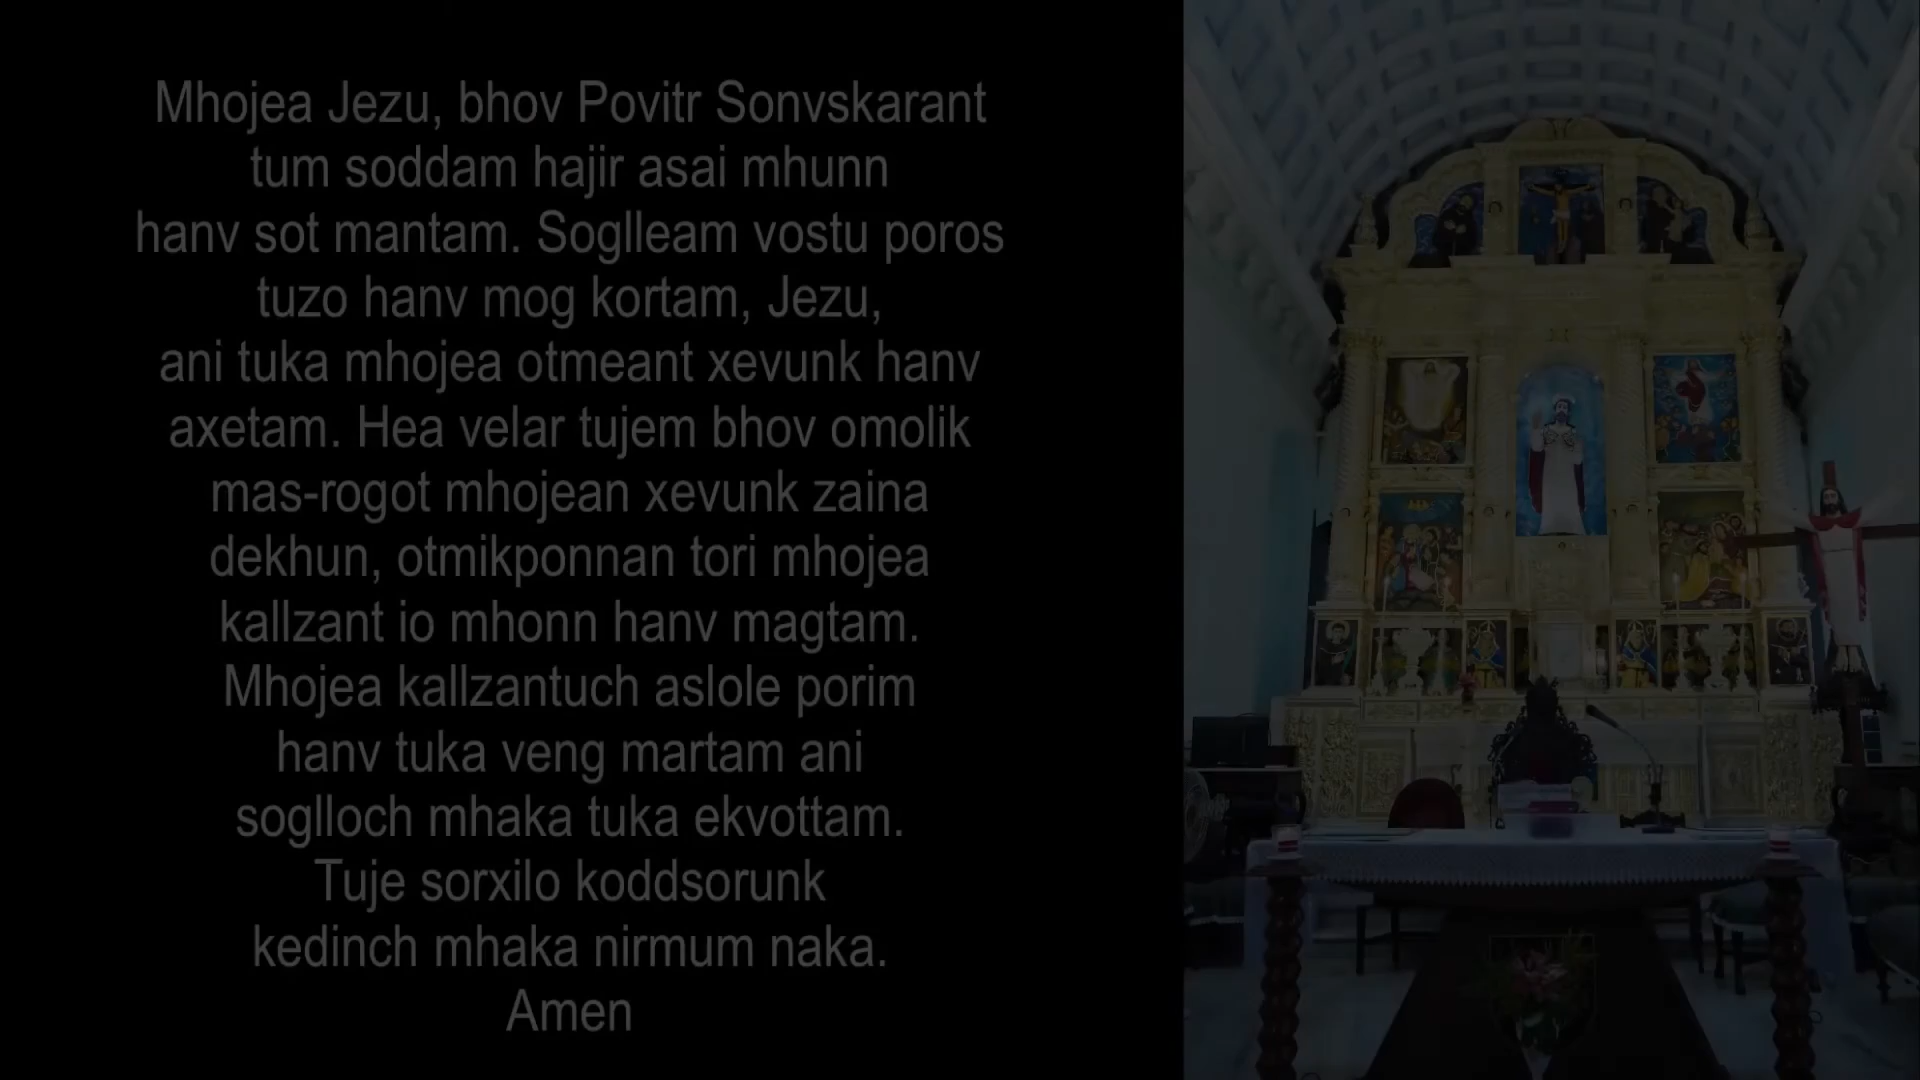 Mhojea Jezu, bhov Povitr Sonvskarant
tum soddam hajir asai mhunn
hanv sot mantam. Soglleam vostu poros
tuzo hanv mog kortam, Jezu,
ani tuka mhojea otmeant xevunk hanv
axetam. Hea velar tujem bhov omolik
mas-rogot mhojean xevunk zaina
dekhun, otmikponnan tori mhojea
kallzant io mhonn hanv magtam.
Mhojea kallzantuch aslole porim
hanv tuka veng martam ani
soglloch mhaka tuka ekvottam.
Tuje sorxilo koddsorunk
kedinch mhaka nirmum naka.
Amen